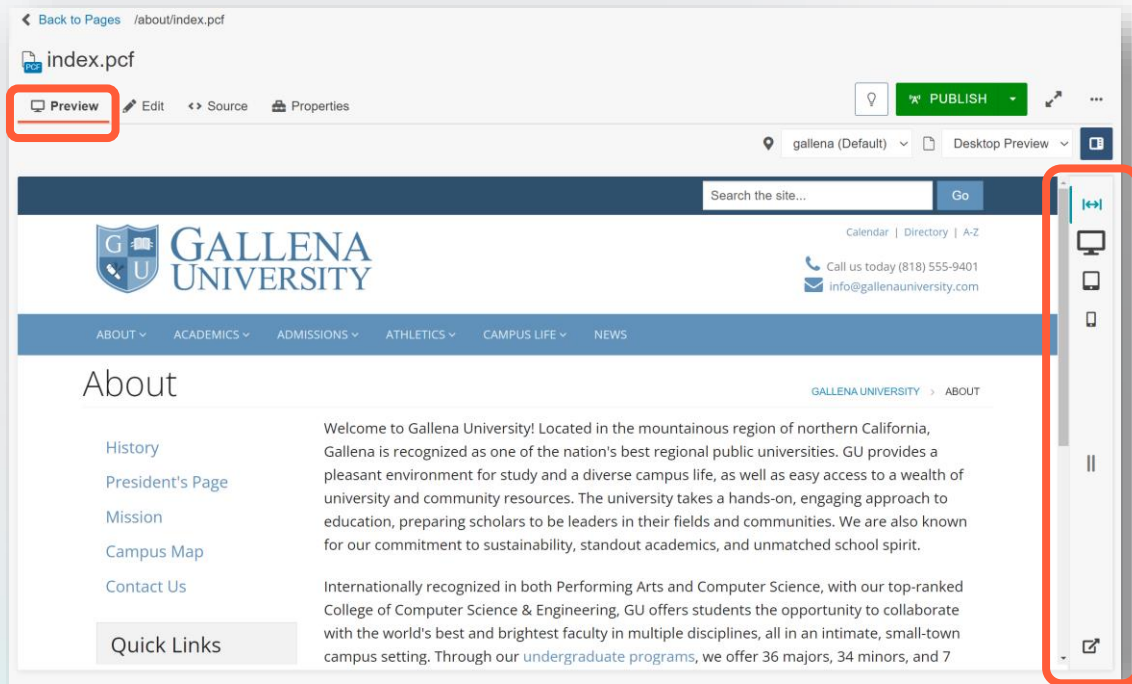 Back to Pages /about/index.pcf
PCF index.pcf
Preview Edit <> Source Properties
PUBLISH
gallena (Default) Desktop Preview
Search the site... Go
G U
GALLENA
UNIVERSITY
Calendar | Directory | A-Z
Call us today (818) 555-9401
info@gallenauniversity.com
ABOUT ACADEMICS ADMISSIONS ATHLETICS CAMPUS LIFE NEWS
About
GALLENA UNIVERSITY > ABOUT
History
President's Page
Mission
Campus Map
Contact Us
Quick Links
Welcome to Gallena University! Located in the mountainous region of northern California,
Gallena is recognized as one of the nation's best regional public universities. GU provides a
pleasant environment for study and a diverse campus life, as well as easy access to a wealth of
university and community resources. The university takes a hands-on, engaging approach to
education, preparing scholars to be leaders in their fields and communities. We are also known
for our commitment to sustainability, standout academics, and unmatched school spirit.
Internationally recognized in both Performing Arts and Computer Science, with our top-ranked
College of Computer Science & Engineering, GU offers students the opportunity to collaborate
with the world's best and brightest faculty in multiple disciplines, all in an intimate, small-town
campus setting. Through our undergraduate programs, we offer 36 majors, 34 minors, and 7